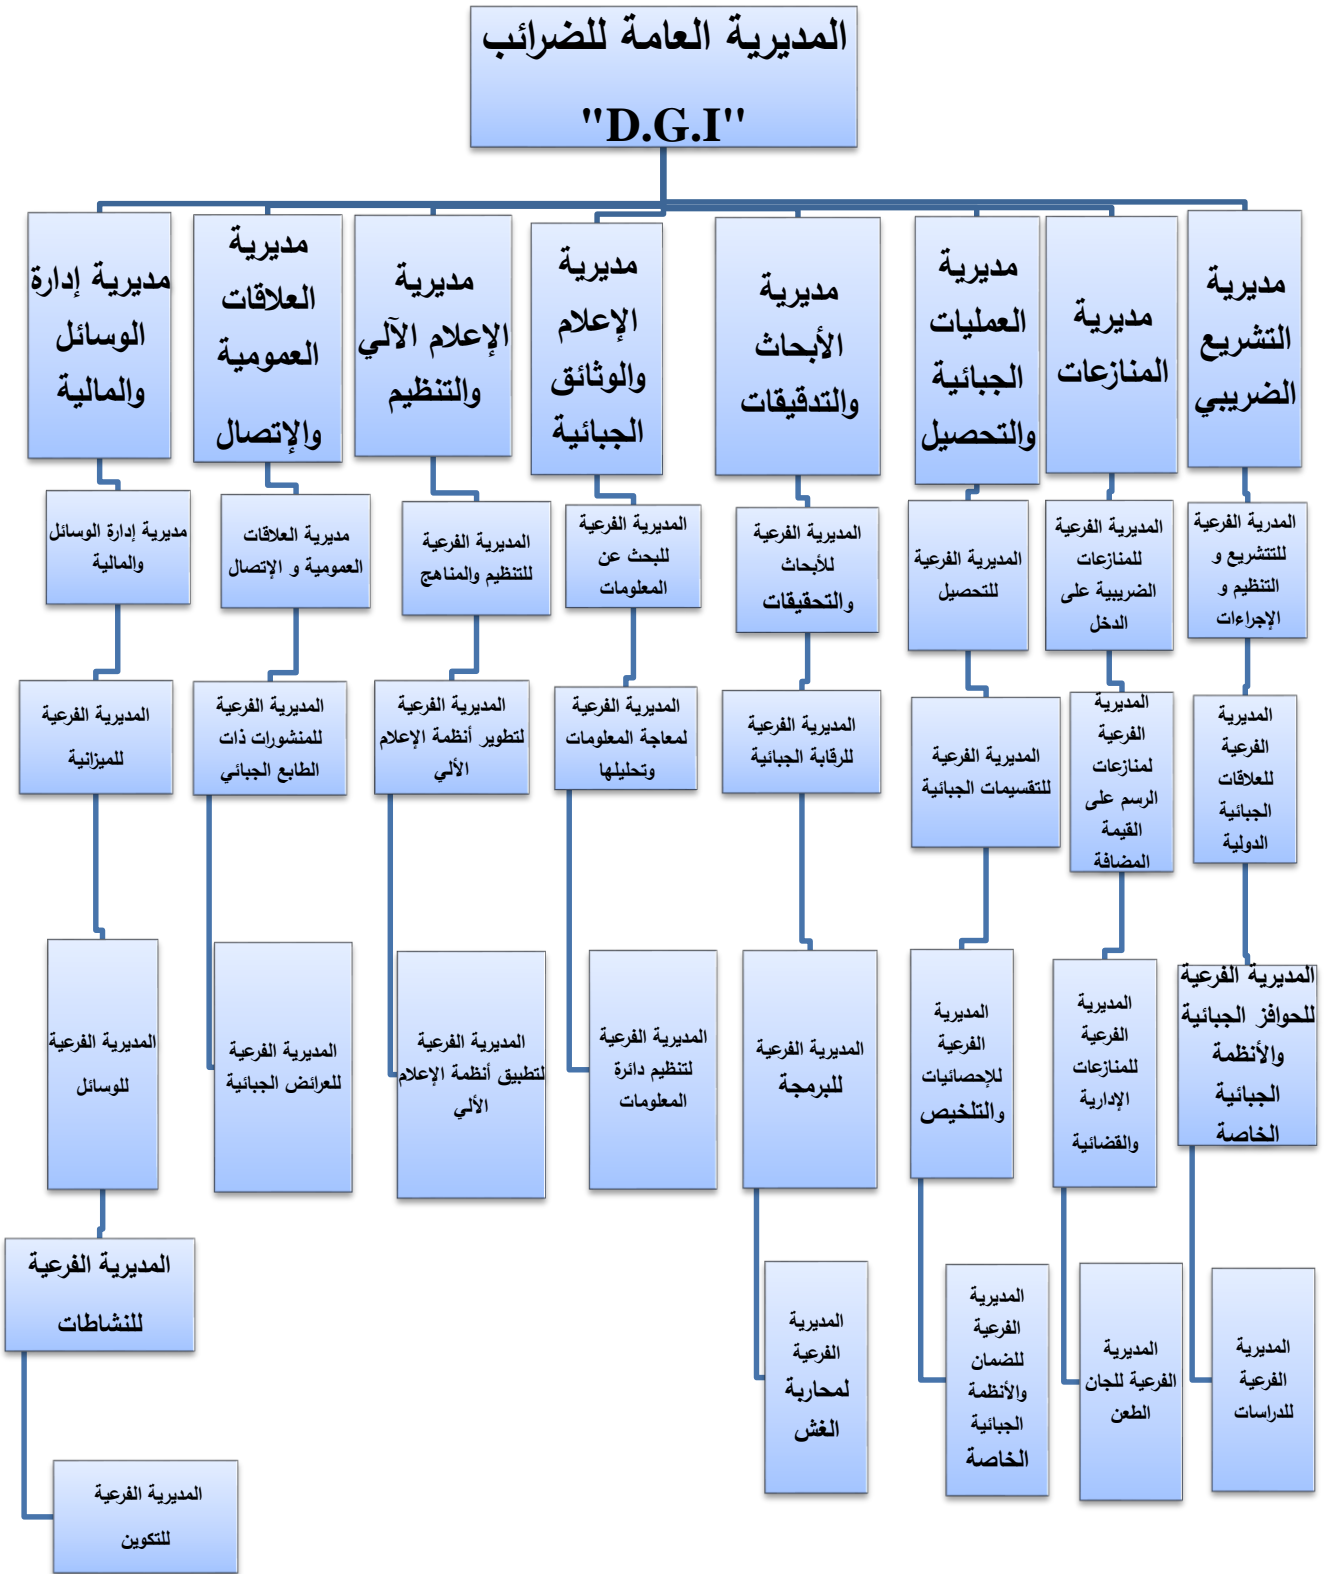 المديرية العامة للضرائب
"D.G.I"
مديرية
التشريع
الضريبي
مديرية
المنازعات
مديرية
العمليات
الجبائية
والتحصيل
مديرية
الأبحاث
والتدقيقات
مديرية
الإعلام
والوثائق
الجبائية
مديرية
الإعلام الآلي
والتنظيم
مديرية
العلاقات
العمومية
والإتصال
مديرية إدارة
الوسائل
والمالية
المدرية الفرعية
للتتشريع و
التنظيم و
الإجراءات
المديرية الفرعية
للمنازعات
الضريبية على
الدخل
المديرية الفرعية
للتحصيل
المديرية الفرعية
للأبحاث
والتحقيقات
المديرية الفرعية
للبحث عن
المعلومات
المديرية الفرعية
للتنظيم والمناهج
مديرية العلاقات
العمومية و الإتصال
مديرية إدارة الوسائل
والمالية
المديرية
الفرعية
للعلاقات
الجبائية
الدولية
المديرية
الفرعية
لمنازعات
الرسم على
القيمة
المضافة
المديرية الفرعية
للتقسيمات الجبائية
المديرية الفرعية
للرقابة الجبائية
المديرية الفرعية
لمعاجة المعلومات
وتحليلها
المديرية الفرعية
لتطوير أنظمة الإعلام
الألي
المديرية الفرعية
للمنشورات ذات
الطابع الجبائي
المديرية الفرعية
للميزانية
المديرية الفرعية
للحوافز الجبائية
والأنظمة
الجبائية
الخاصة
المديرية
الفرعية
للمنازعات
الإدارية
والقضائية
المديرية
الفرعية
للإحصائيات
والتلخيص
المديرية الفرعية
للبرمجة
المديرية الفرعية
لتنظيم دائرة
المعلومات
المديرية الفرعية
لتطبيق أنظمة الإعلام
الألي
المديرية الفرعية
للعرائض الجبائية
المديرية الفرعية
للوسائل
المديرية
الفرعية
للدراسات
المديرية
الفرعية للجان
الطعن
المديرية
الفرعية
للضمان
والأنظمة
الجبائية
الخاصة
المديرية
الفرعية
لمحاربة
الغش
المديرية الفرعية
للنشاطات
المديرية الفرعية
للتكوين